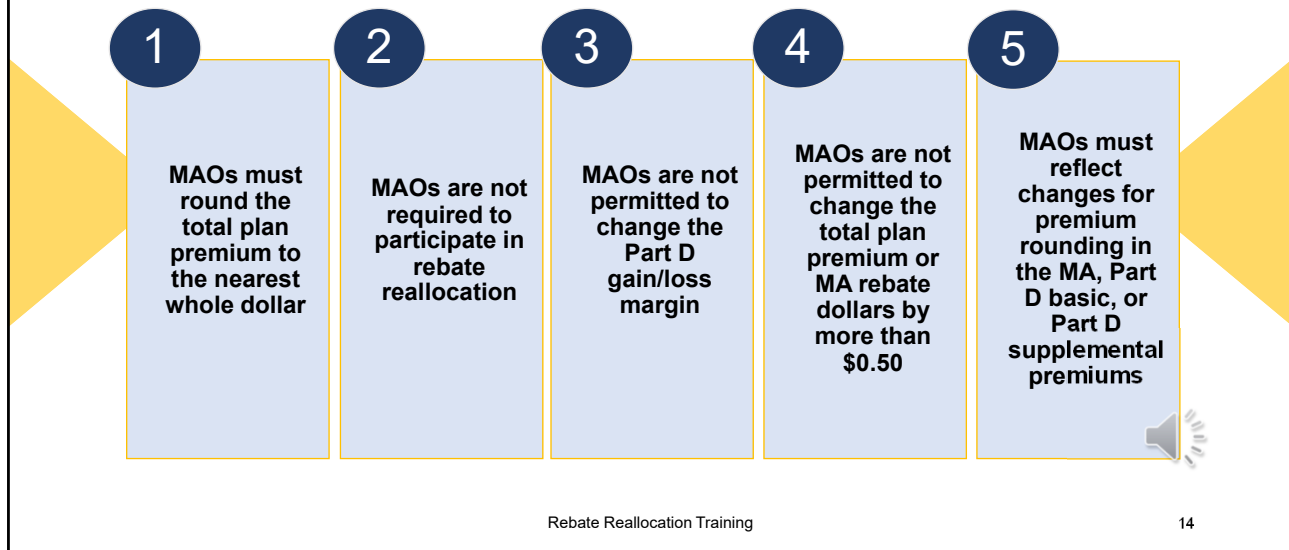 1
MAOs must
round the
total plan
premium to
the nearest
whole dollar
2
MAOs are not
required to
participate in
rebate
reallocation
3
MAOs are not
permitted to
change the
Part D
gain/loss
margin
4
MAOs are not
permitted to
change the
total plan
premium or
MA rebate
dollars by
more than
$0.50
5
MAOs must
reflect
changes for
premium
rounding in
the MA, Part
D basic, or
Part D
supplemental
premiums
Rebate Reallocation Training
14